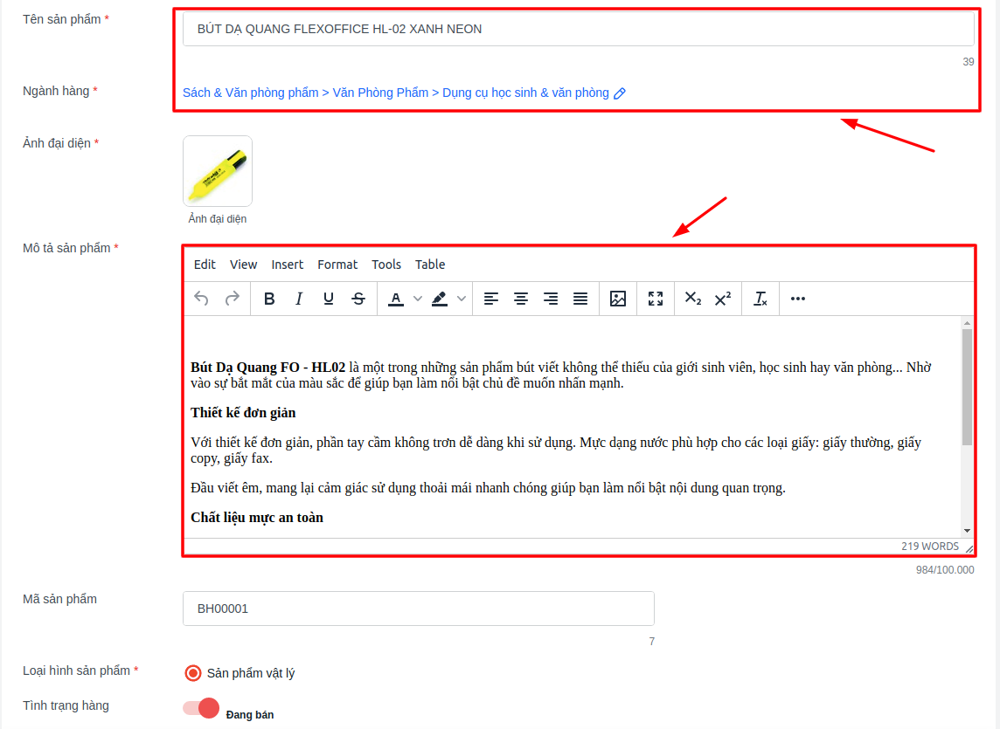 Tên sản phẩm *
BÚT DẠ QUANG FLEXOFFICE HL-02 XANH NEON
39
Ngành hàng *
Sách & Văn phòng phẩm > Văn Phòng Phẩm > Dụng cụ học sinh & văn phòng
Ảnh đại diện *
Ảnh đại diện
Mô tả sản phẩm *
Edit View Insert Format Tools Table
B I U S A X₂ X² Tx ...
Bút Dạ Quang FO - HL02 là một trong những sản phẩm bút viết không thể thiếu của giới sinh viên, học sinh hay văn phòng... Nhờ
vào sự bắt mắt của màu sắc để giúp bạn làm nổi bật chủ đề muốn nhấn mạnh.
Thiết kế đơn giản
Với thiết kế đơn giản, phần tay cầm không trơn dễ dàng khi sử dụng. Mực dạng nước phù hợp cho các loại giấy: giấy thường, giấy
copy, giấy fax.
Đầu viết êm, mang lại cảm giác sử dụng thoải mái nhanh chóng giúp bạn làm nổi bật nội dung quan trọng.
Chất liệu mực an toàn
219 WORDS
984/100.000
Mã sản phẩm
BH00001
7
Loại hình sản phẩm *
Sản phẩm vật lý
Tình trạng hàng
Đang bán